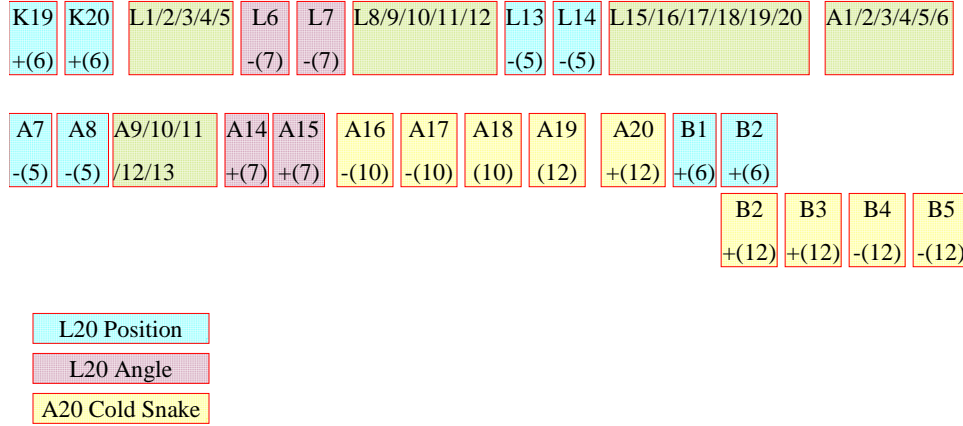 K19 K20 L1/2/3/4/5 L6 L7 L8/9/10/11/12 L13 L14 L15/16/17/18/19/20 A1/2/3/4/5/6
+(6) +(6) -(7) -(7) -(5) -(5)
A7 A8 A9/10/11 A14 A15 A16 A17 A18 A19 A20 B1 B2
-(5) -(5) /12/13 +(7) +(7) -(10) -(10) (10) (12) +(12) +(6) +(6)
B2 B3 B4 B5
+(12) +(12) -(12) -(12)
L20 Position
L20 Angle
A20 Cold Snake